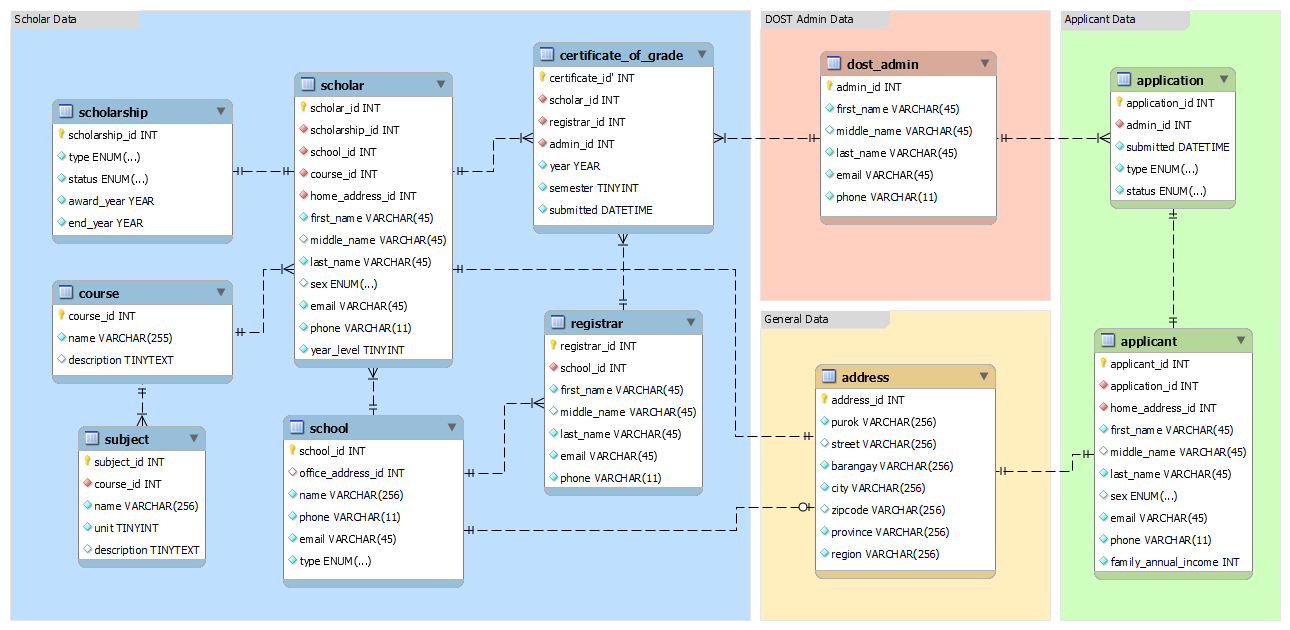 Scholar Data
scholarship
scholarship_id INT
type ENUM(...)
status ENUM(...)
award_year YEAR
end_year YEAR
course
course_id INT
name VARCHAR(255)
description TINYTEXT
subject
subject_id INT
course_id INT
name VARCHAR(256)
unit TINYINT
description TINYTEXT
scholar
scholar_id INT
scholarship_id INT
school_id INT
course_id INT
home_address_id INT
first_name VARCHAR(45)
middle_name VARCHAR(45)
last_name VARCHAR(45)
sex ENUM(...)
email VARCHAR(45)
phone VARCHAR(11)
year_level TINYINT
school
school_id INT
office_address_id INT
name VARCHAR(256)
phone VARCHAR(11)
email VARCHAR(45)
type ENUM(...)
certificate_of_grade
certificate_id' INT
scholar_id INT
registrar_id INT
admin_id INT
year YEAR
semester TINYINT
submitted DATETIME
registrar
registrar_id INT
school_id INT
first_name VARCHAR(45)
middle_name VARCHAR(45)
last_name VARCHAR(45)
email VARCHAR(45)
phone VARCHAR(11)
DOST Admin Data
dost_admin
admin_id INT
first_name VARCHAR(45)
middle_name VARCHAR(45)
last_name VARCHAR(45)
email VARCHAR(45)
phone VARCHAR(11)
General Data
address
address_id INT
purok VARCHAR(256)
street VARCHAR(256)
barangay VARCHAR(256)
city VARCHAR(256)
zipcode VARCHAR(256)
province VARCHAR(256)
region VARCHAR(256)
Applicant Data
application
application_id INT
admin_id INT
submitted DATETIME
type ENUM(...)
status ENUM(...)
applicant
applicant_id INT
application_id INT
home_address_id INT
first_name VARCHAR(45)
middle_name VARCHAR(45)
last_name VARCHAR(45)
sex ENUM(...)
email VARCHAR(45)
phone VARCHAR(11)
family_annual_income INT